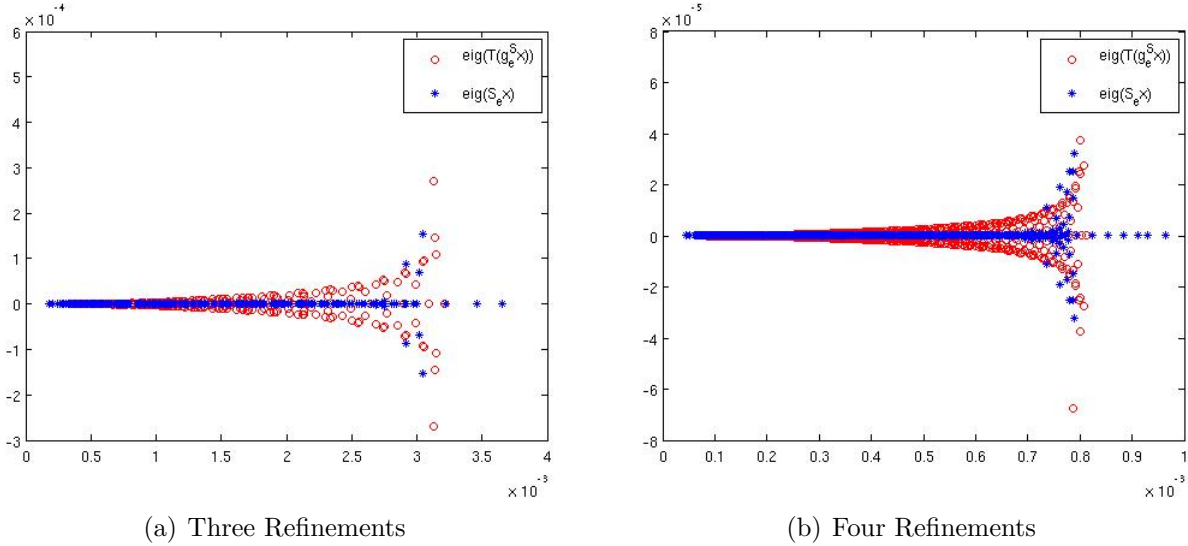 × 10⁻⁴
6
5
4
3
2
1
0
-1
-2
-3
0 0.5 1 1.5 2 2.5 3 3.5 4
× 10⁻³
eig(T(g_e^S x))
eig(S_e x)
(a) Three Refinements
× 10⁻⁵
8
6
4
2
0
-2
-4
-6
-8
0 0.1 0.2 0.3 0.4 0.5 0.6 0.7 0.8 0.9 1
× 10⁻³
eig(T(g_e^S x))
eig(S_e x)
(b) Four Refinements